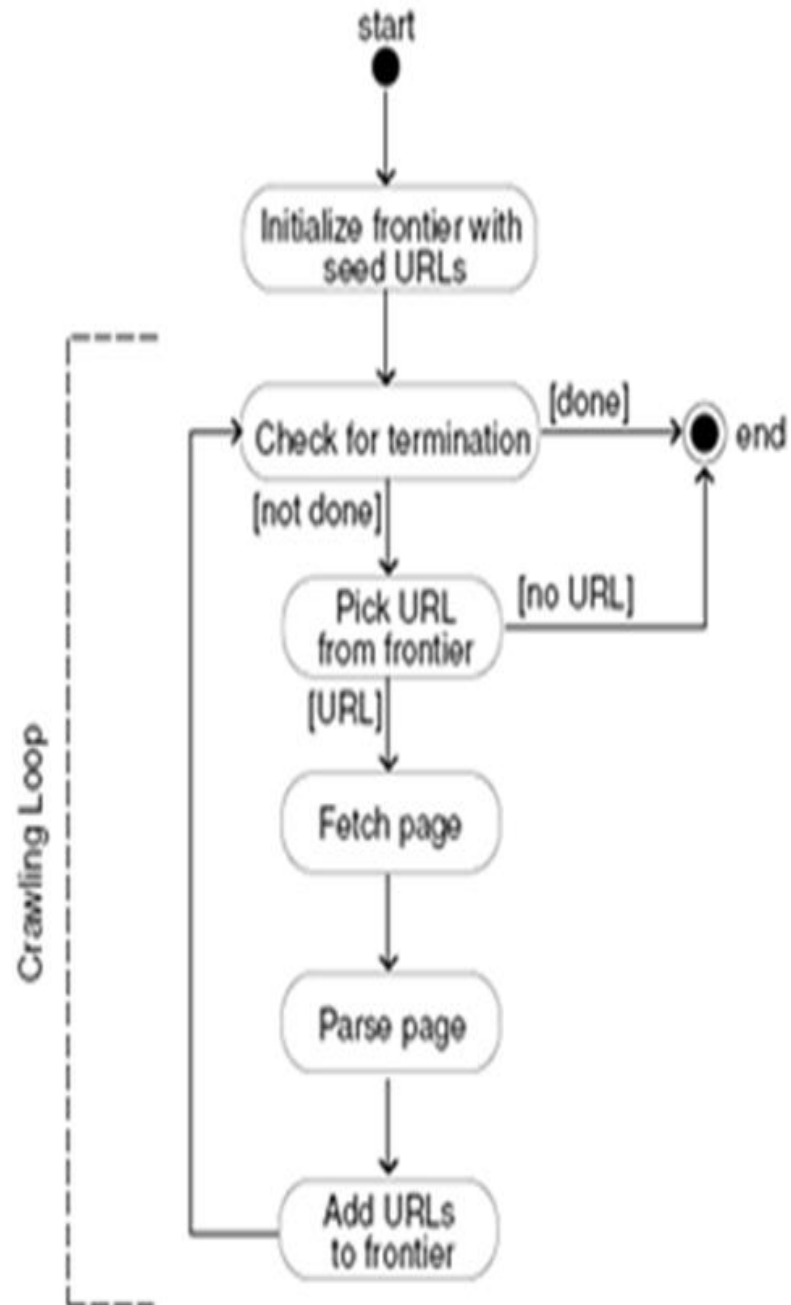 start
Initialize frontier with
seed URLs
[done]
Check for termination
end
[not done]
Pick URL
from frontier
[no URL]
[URL]
Fetch page
Crawling Loop
Parse page
Add URLs
to frontier